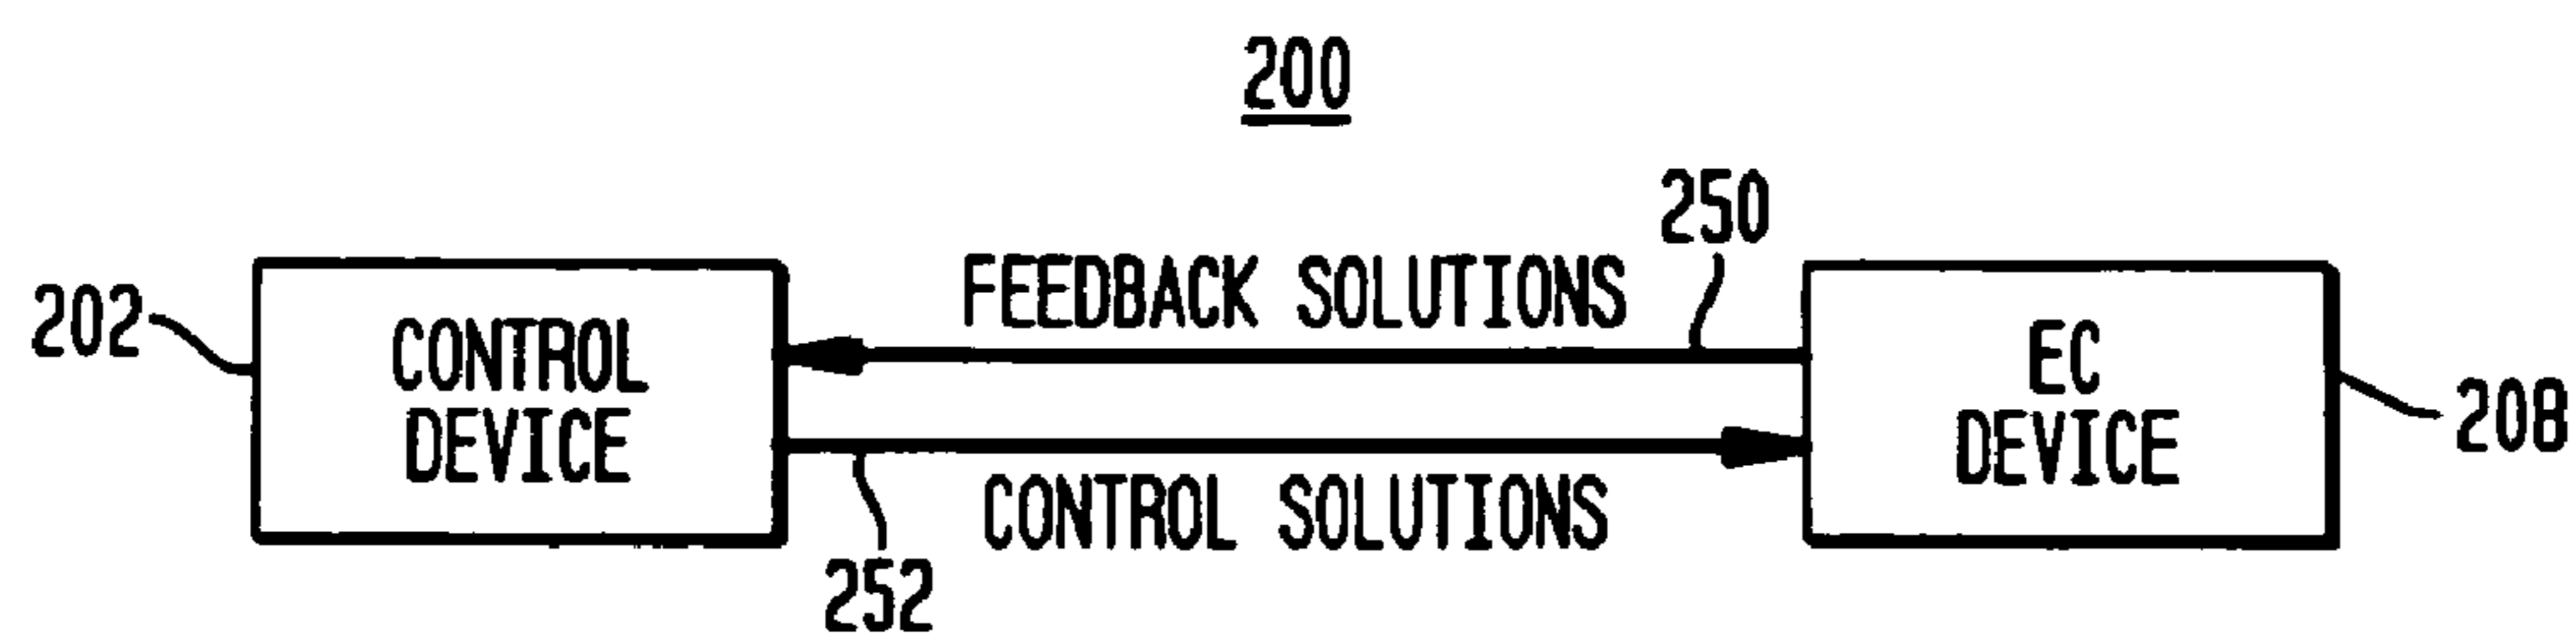 200
250
FEEDBACK SOLUTIONS
202
CONTROL
DEVICE
EC
DEVICE
208
CONTROL SOLUTIONS
252